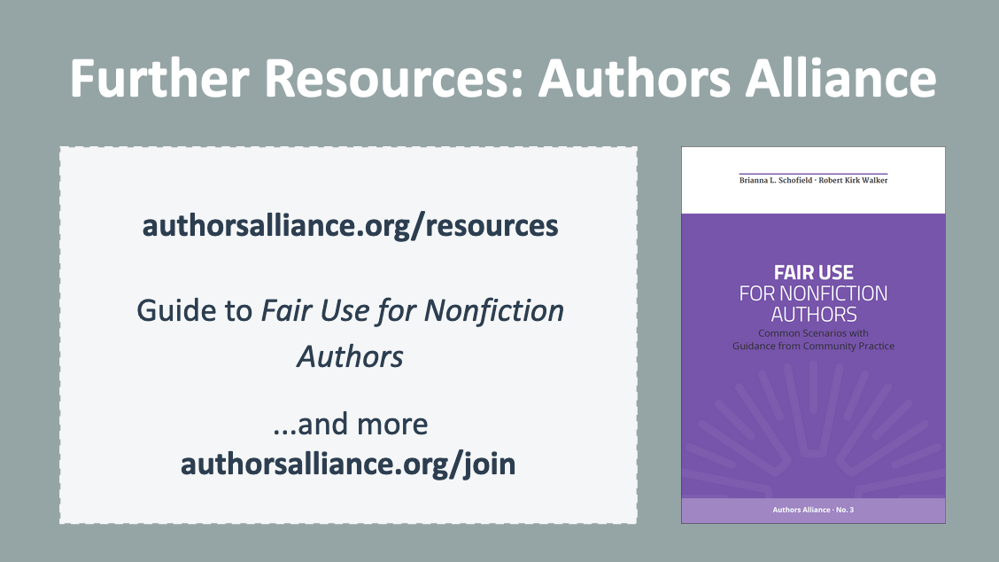 Further Resources: Authors Alliance
authorsalliance.org/resources
Guide to Fair Use for Nonfiction
Authors
...and more
authorsalliance.org/join
Brianna L. Schofield · Robert Kirk Walker
FAIR USE
FOR NONFICTION
AUTHORS
Common Scenarios with
Guidance from Community Practice
Authors Alliance · No. 3